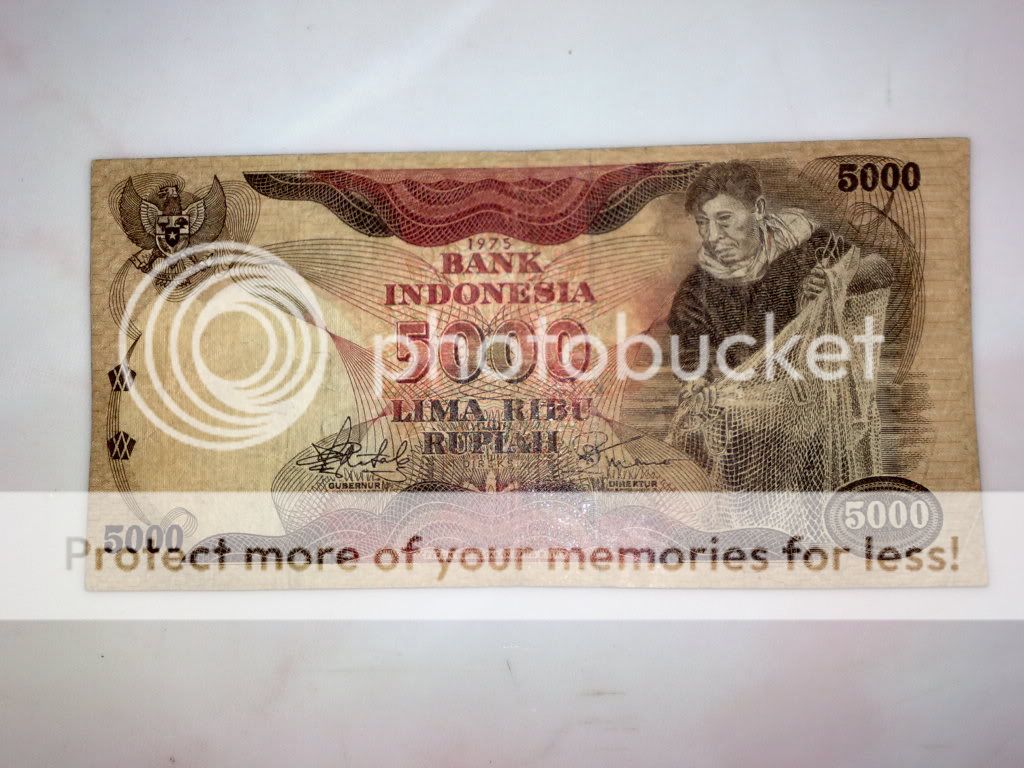 5000
1975
BANK
INDONESIA
5000
photobucket
LIMA RIBU
RUPIAH
GUBERNUR
DIREKTUR
5000
5000
Protect more of your memories for less!